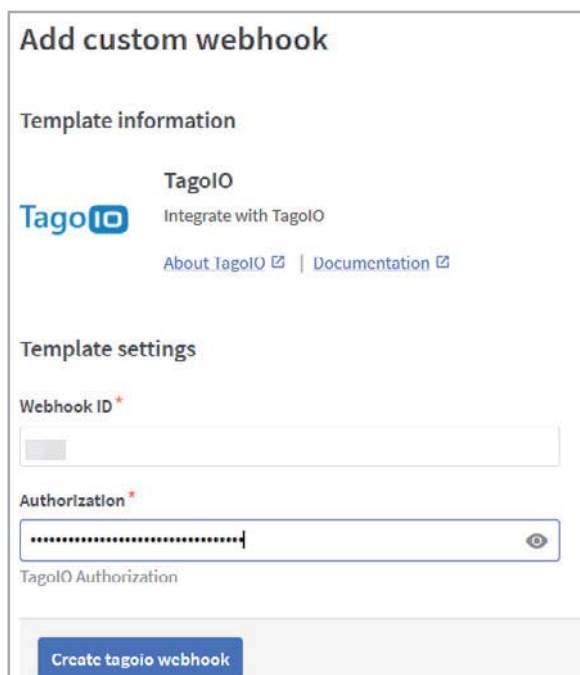 Add custom webhook
Template information
TagoIO
TagoIO
Integrate with TagoIO
About TagoIO | Documentation
Template settings
Webhook ID *
Authorization *
••••••••••••••••••••••••••••••••••
TagoIO Authorization
Create tagoio webhook